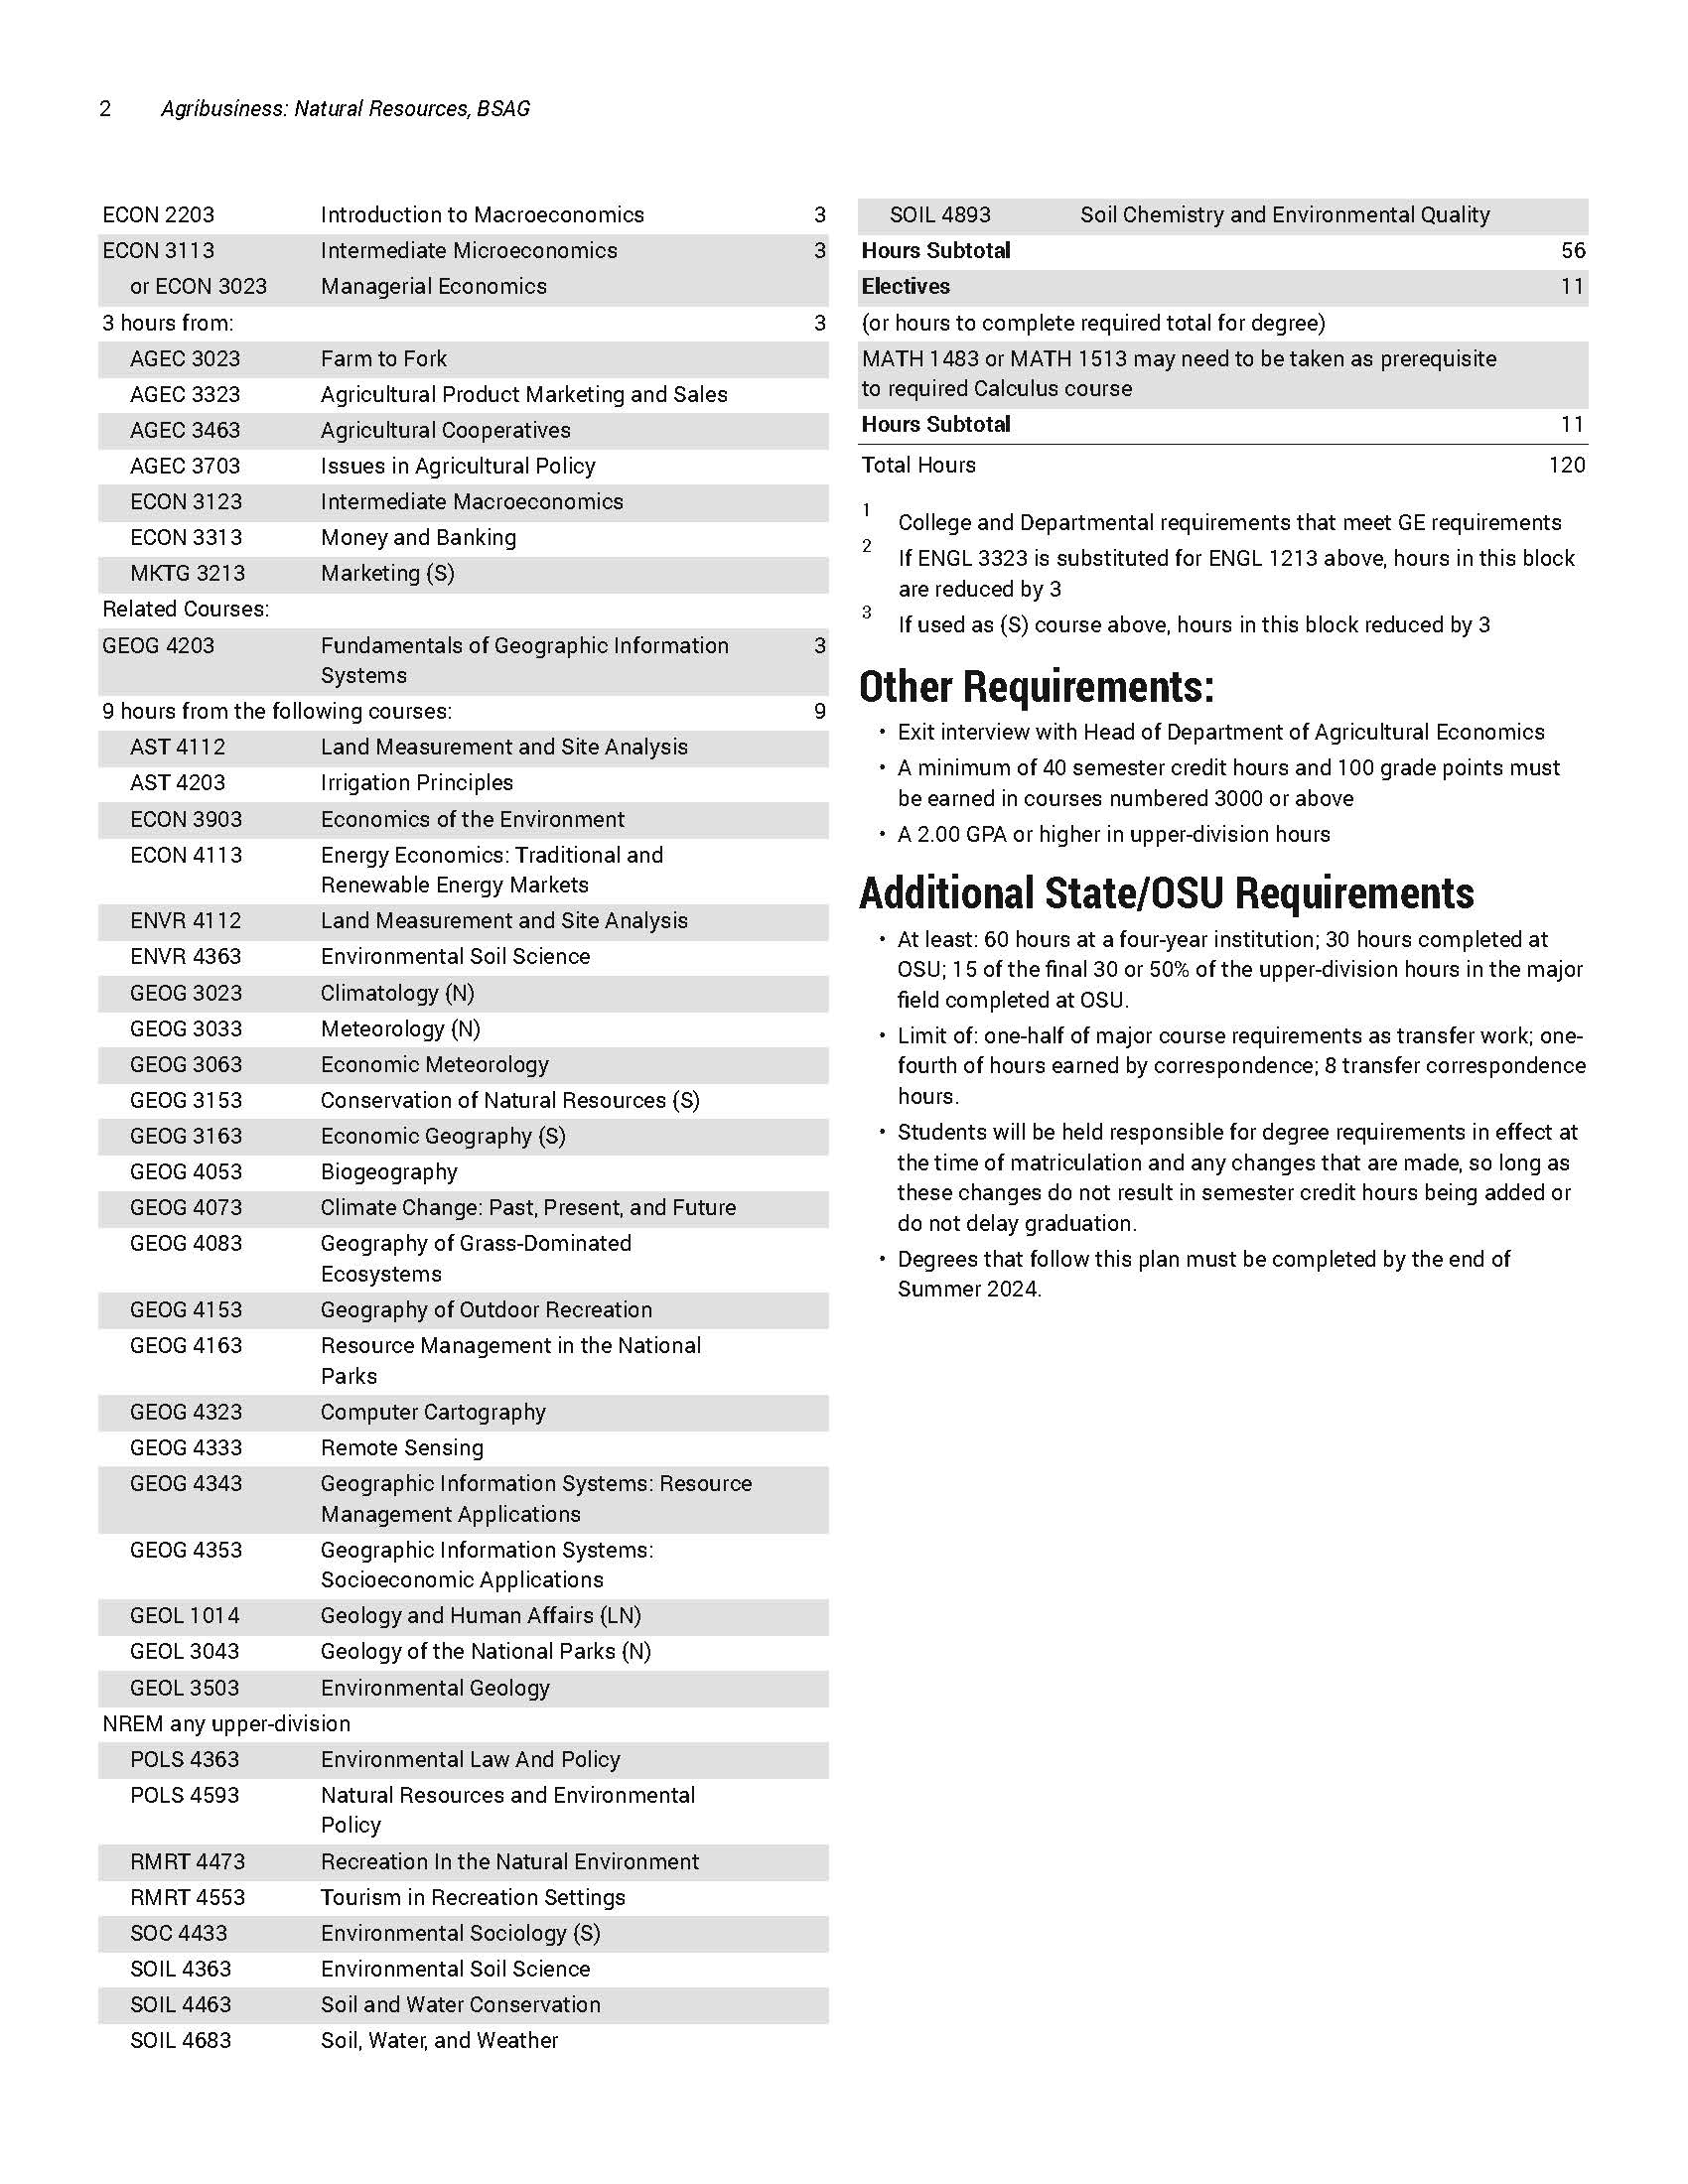 2 Agribusiness: Natural Resources, BSAG
ECON 2203 Introduction to Macroeconomics 3
ECON 3113 Intermediate Microeconomics 3
or ECON 3023 Managerial Economics
3 hours from: 3
AGEC 3023 Farm to Fork
AGEC 3323 Agricultural Product Marketing and Sales
AGEC 3463 Agricultural Cooperatives
AGEC 3703 Issues in Agricultural Policy
ECON 3123 Intermediate Macroeconomics
ECON 3313 Money and Banking
MKTG 3213 Marketing (S)
Related Courses:
GEOG 4203 Fundamentals of Geographic Information 3
Systems
9 hours from the following courses: 9
AST 4112 Land Measurement and Site Analysis
AST 4203 Irrigation Principles
ECON 3903 Economics of the Environment
ECON 4113 Energy Economics: Traditional and
Renewable Energy Markets
ENVR 4112 Land Measurement and Site Analysis
ENVR 4363 Environmental Soil Science
GEOG 3023 Climatology (N)
GEOG 3033 Meteorology (N)
GEOG 3063 Economic Meteorology
GEOG 3153 Conservation of Natural Resources (S)
GEOG 3163 Economic Geography (S)
GEOG 4053 Biogeography
GEOG 4073 Climate Change: Past, Present, and Future
GEOG 4083 Geography of Grass-Dominated
Ecosystems
GEOG 4153 Geography of Outdoor Recreation
GEOG 4163 Resource Management in the National
Parks
GEOG 4323 Computer Cartography
GEOG 4333 Remote Sensing
GEOG 4343 Geographic Information Systems: Resource
Management Applications
GEOG 4353 Geographic Information Systems:
Socioeconomic Applications
GEOL 1014 Geology and Human Affairs (LN)
GEOL 3043 Geology of the National Parks (N)
GEOL 3503 Environmental Geology
NREM any upper-division
POLS 4363 Environmental Law And Policy
POLS 4593 Natural Resources and Environmental
Policy
RMRT 4473 Recreation In the Natural Environment
RMRT 4553 Tourism in Recreation Settings
SOC 4433 Environmental Sociology (S)
SOIL 4363 Environmental Soil Science
SOIL 4463 Soil and Water Conservation
SOIL 4683 Soil, Water, and Weather
SOIL 4893 Soil Chemistry and Environmental Quality
Hours Subtotal 56
Electives 11
(or hours to complete required total for degree)
MATH 1483 or MATH 1513 may need to be taken as prerequisite
to required Calculus course
Hours Subtotal 11
Total Hours 120
1 College and Departmental requirements that meet GE requirements
2 If ENGL 3323 is substituted for ENGL 1213 above, hours in this block
are reduced by 3
3 If used as (S) course above, hours in this block reduced by 3
Other Requirements:
• Exit interview with Head of Department of Agricultural Economics
• A minimum of 40 semester credit hours and 100 grade points must
be earned in courses numbered 3000 or above
• A 2.00 GPA or higher in upper-division hours
Additional State/OSU Requirements
• At least: 60 hours at a four-year institution; 30 hours completed at
OSU; 15 of the final 30 or 50% of the upper-division hours in the major
field completed at OSU.
• Limit of: one-half of major course requirements as transfer work; one-
fourth of hours earned by correspondence; 8 transfer correspondence
hours.
• Students will be held responsible for degree requirements in effect at
the time of matriculation and any changes that are made, so long as
these changes do not result in semester credit hours being added or
do not delay graduation.
• Degrees that follow this plan must be completed by the end of
Summer 2024.